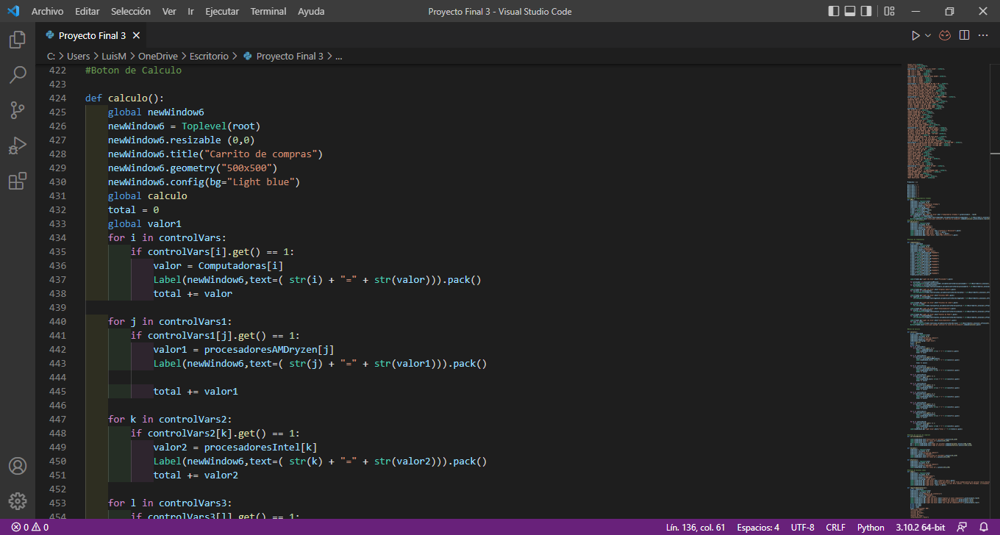 Archivo Editar Selección Ver Ir Ejecutar Terminal Ayuda Proyecto Final 3 - Visual Studio Code
Proyecto Final 3
C: > Users > LuisM > OneDrive > Escritorio > Proyecto Final 3 > ...
422 #Boton de Calculo
423
424 def calculo():
425 global newWindow6
426 newWindow6 = Toplevel(root)
427 newWindow6.resizable (0,0)
428 newWindow6.title("Carrito de compras")
429 newWindow6.geometry("500x500")
430 newWindow6.config(bg="Light blue")
431 global calculo
432 total = 0
433 global valor1
434 for i in controlVars:
435 if controlVars[i].get() == 1:
436 valor = Computadoras[i]
437 Label(newWindow6,text=( str(i) + "=" + str(valor))).pack()
438 total += valor
439
440 for j in controlVars1:
441 if controlVars1[j].get() == 1:
442 valor1 = procesadoresAMDryzen[j]
443 Label(newWindow6,text=( str(j) + "=" + str(valor1))).pack()
444
445 total += valor1
446
447 for k in controlVars2:
448 if controlVars2[k].get() == 1:
449 valor2 = procesadoresIntel[k]
450 Label(newWindow6,text=( str(k) + "=" + str(valor2))).pack()
451 total += valor2
452
453 for l in controlVars3:
454 if controlVars3[l].get() == 1:
0 0 Lín. 136, col. 61 Espacios: 4 UTF-8 CRLF Python 3.10.2 64-bit